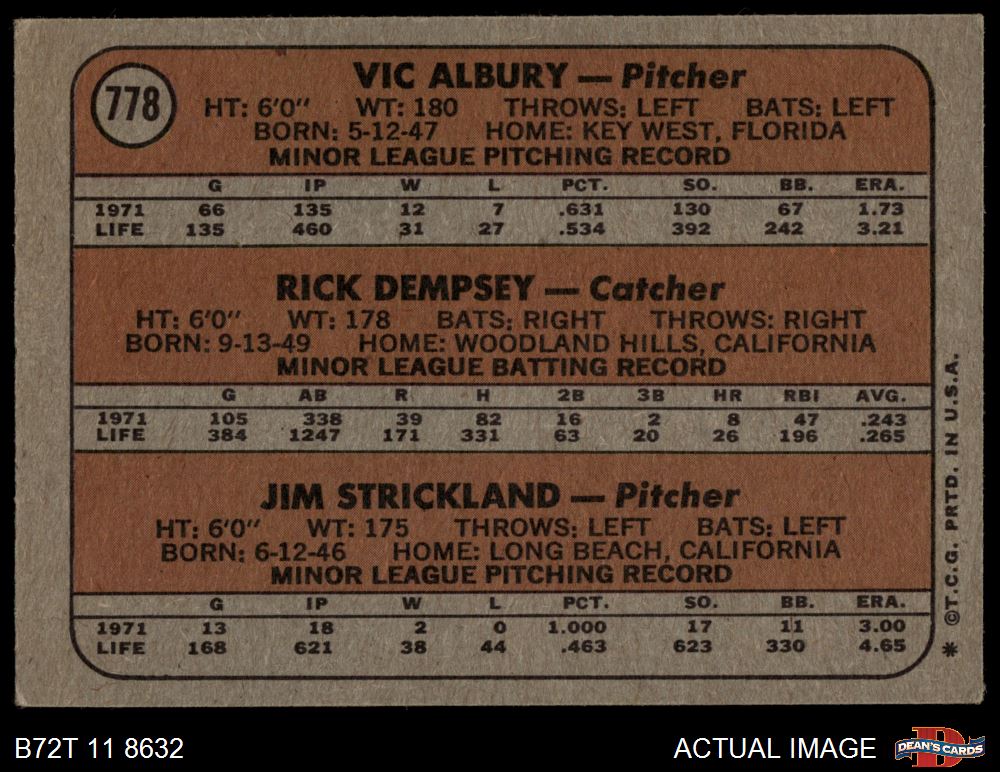 778
VIC ALBURY — Pitcher
HT: 6'0" WT: 180 THROWS: LEFT BATS: LEFT
BORN: 5-12-47 HOME: KEY WEST, FLORIDA
MINOR LEAGUE PITCHING RECORD
G IP W L PCT. SO. BB. ERA.
1971 66 135 12 7 .631 130 67 1.73
LIFE 135 460 31 27 .534 392 242 3.21
RICK DEMPSEY — Catcher
HT: 6'0" WT: 178 BATS: RIGHT THROWS: RIGHT
BORN: 9-13-49 HOME: WOODLAND HILLS, CALIFORNIA
MINOR LEAGUE BATTING RECORD
G AB R H 2B 3B HR RBI AVG.
1971 105 338 39 82 16 2 8 47 .243
LIFE 384 1247 171 331 63 20 26 196 .265
JIM STRICKLAND — Pitcher
HT: 6'0" WT: 175 THROWS: LEFT BATS: LEFT
BORN: 6-12-46 HOME: LONG BEACH, CALIFORNIA
MINOR LEAGUE PITCHING RECORD
G IP W L PCT. SO. BB. ERA.
1971 13 18 2 0 1.000 17 11 3.00
LIFE 168 621 38 44 .463 623 330 4.65
* ©T.C.G. PRTD. IN U.S.A.
B72T 11 8632
ACTUAL IMAGE
DEAN'S CARDS